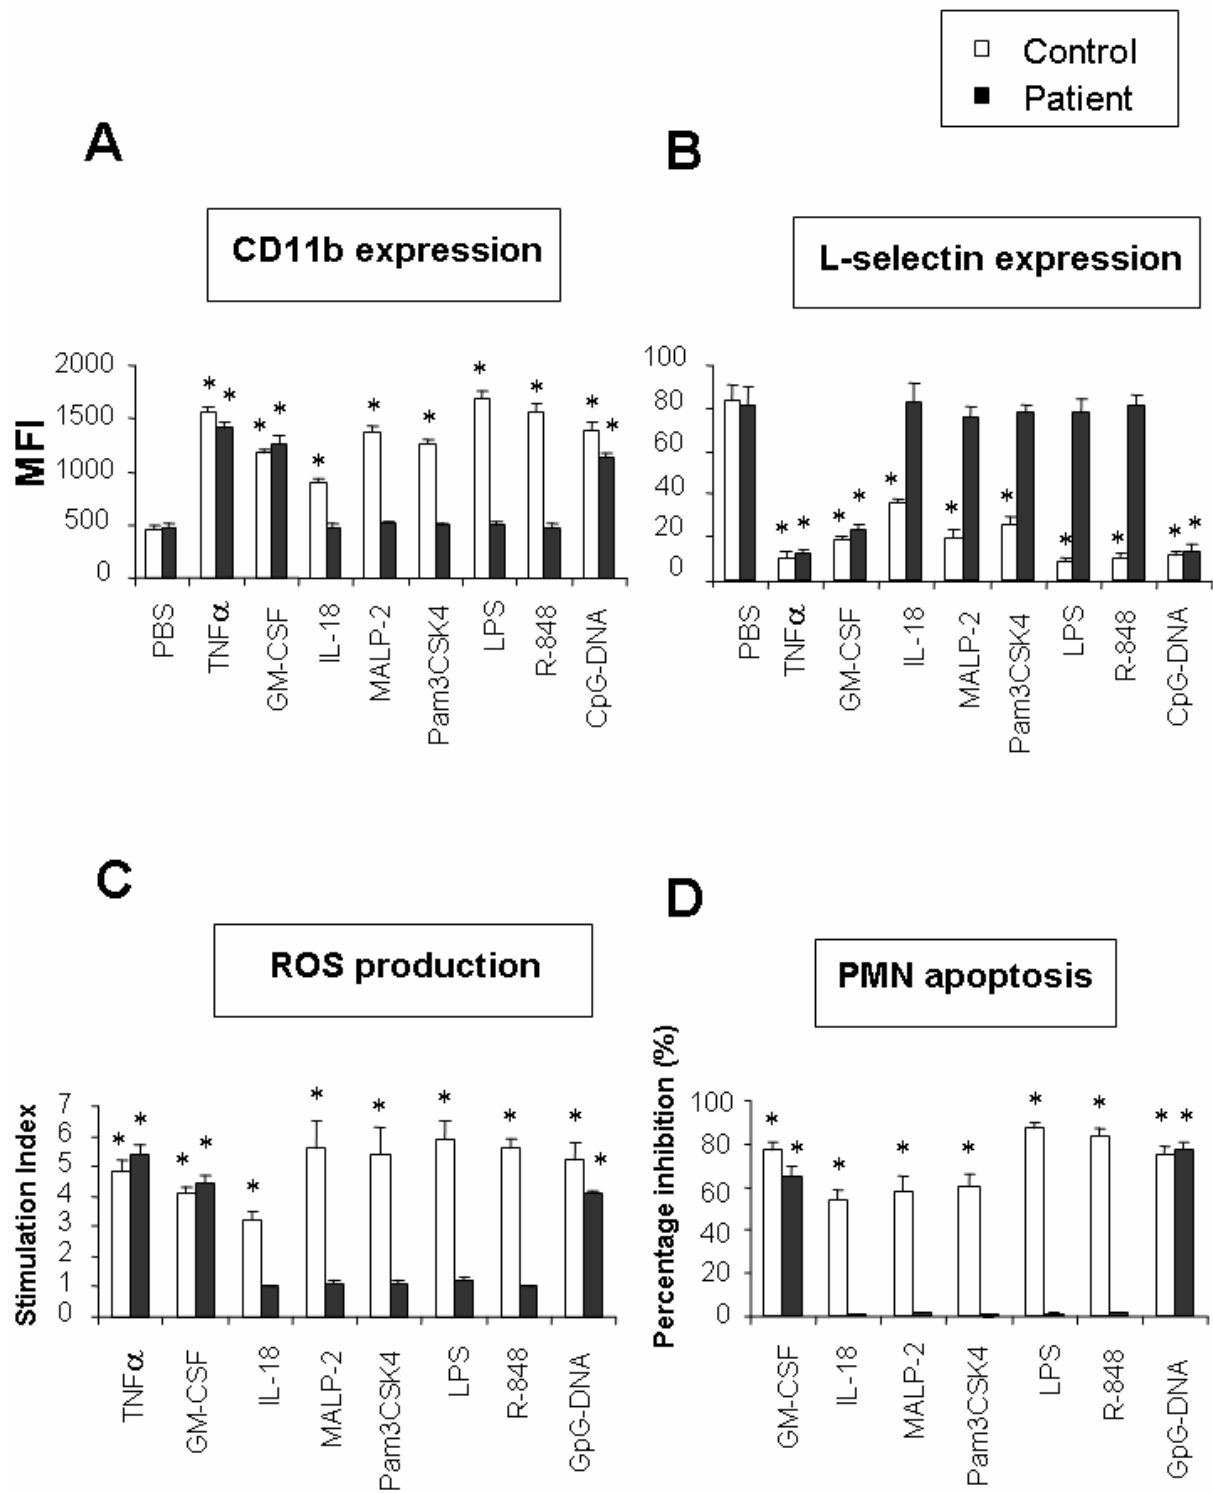 Control
Patient
A
B
CD11b expression
L-selectin expression
MFI
2000
1500
1000
500
0
* * * * * * * * * * * *
PBS
TNFα
GM-CSF
IL-18
MALP-2
Pam3CSK4
LPS
R-848
CpG-DNA
100
80
60
40
20
0
* * * * * * * * * * *
PBS
TNFα
GM-CSF
IL-18
MALP-2
Pam3CSK4
LPS
R-848
CpG-DNA
C
D
ROS production
PMN apoptosis
Stimulation Index
7
6
5
4
3
2
1
0
* * * * * * * * * * *
TNFα
GM-CSF
IL-18
MALP-2
Pam3CSK4
LPS
R-848
GpG-DNA
Percentage inhibition (%)
100
80
60
40
20
0
* * * * * * * * *
GM-CSF
IL-18
MALP-2
Pam3CSK4
LPS
R-848
GpG-DNA